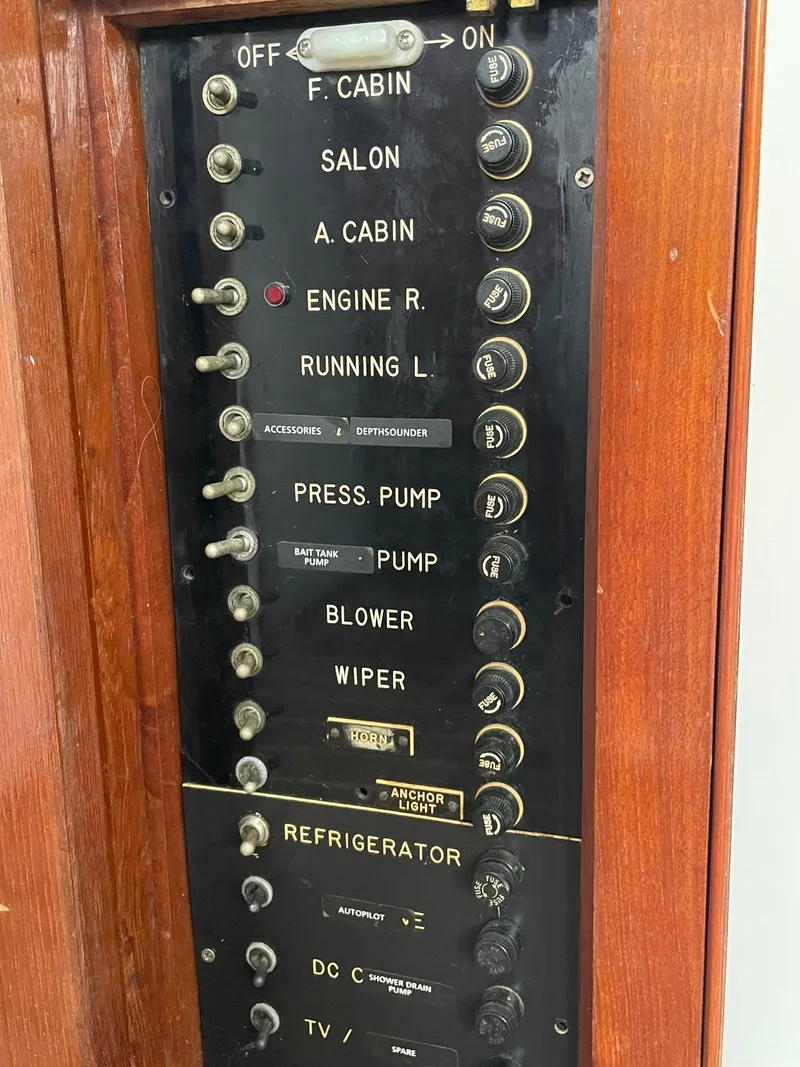 OFF ← → ON
F. CABIN FUSE
SALON FUSE
A. CABIN FUSE
ENGINE R. FUSE
RUNNING L. FUSE
ACCESSORIES DEPTHSOUNDER FUSE
PRESS. PUMP FUSE
BAIT TANK
PUMP PUMP FUSE
BLOWER
WIPER FUSE
HORN FUSE
ANCHOR
LIGHT FUSE
REFRIGERATOR
FUSE FUSE FUSE
AUTOPILOT E
DC C SHOWER DRAIN
PUMP
TV /
SPARE